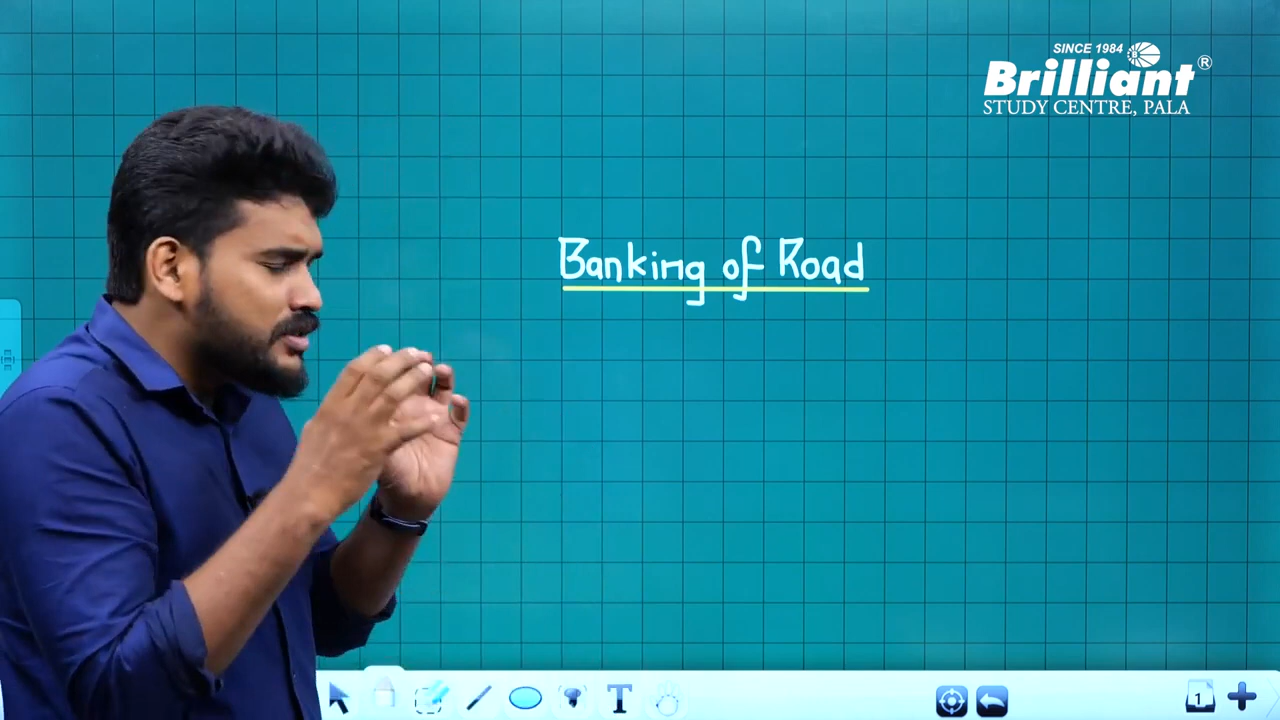 SINCE 1984
Brilliant®
STUDY CENTRE, PALA
Banking of Road
T
1